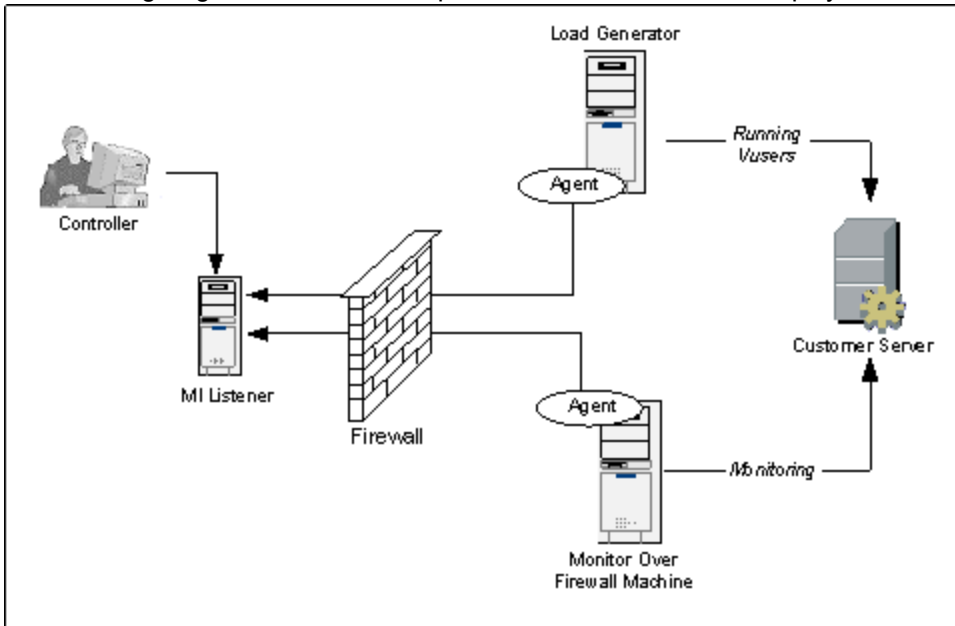 Load Generator
Running
Vusers
Agent
Controller
Customer Server
MI Listener
Agent
Firewall
Monitoring
Monitor Over
Firewall Machine